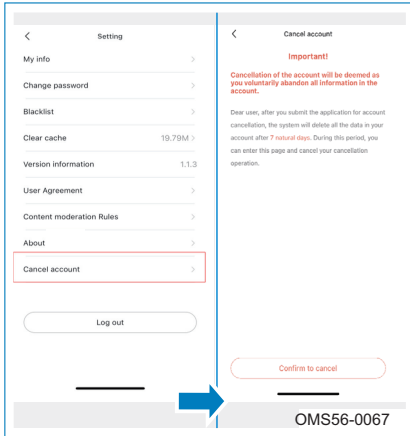 Setting
My info
Change password
Blacklist
Clear cache 19.79M
Version information 1.1.3
User Agreement
Content moderation Rules
About
Cancel account
Log out
Cancel account
Important!
Cancellation of the account will be deemed as
you voluntarily abandon all information in the
account.
Dear user, after you submit the application for account
cancellation, the system will delete all the data in your
account after 7 natural days. During this period, you
can enter this page and cancel your cancellation
operation.
Confirm to cancel
OMS56-0067